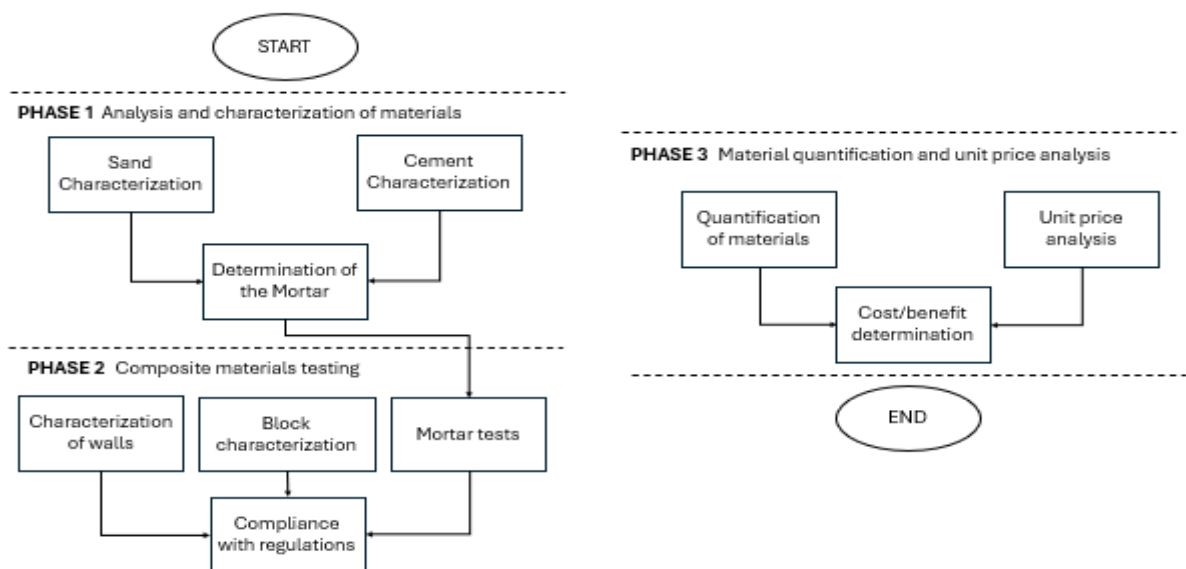 START
PHASE 1 Analysis and characterization of materials
Sand
Characterization
Cement
Characterization
Determination of
the Mortar
PHASE 2 Composite materials testing
Characterization
of walls
Block
characterization
Mortar tests
Compliance
with regulations
PHASE 3 Material quantification and unit price analysis
Quantification
of materials
Unit price
analysis
Cost/benefit
determination
END